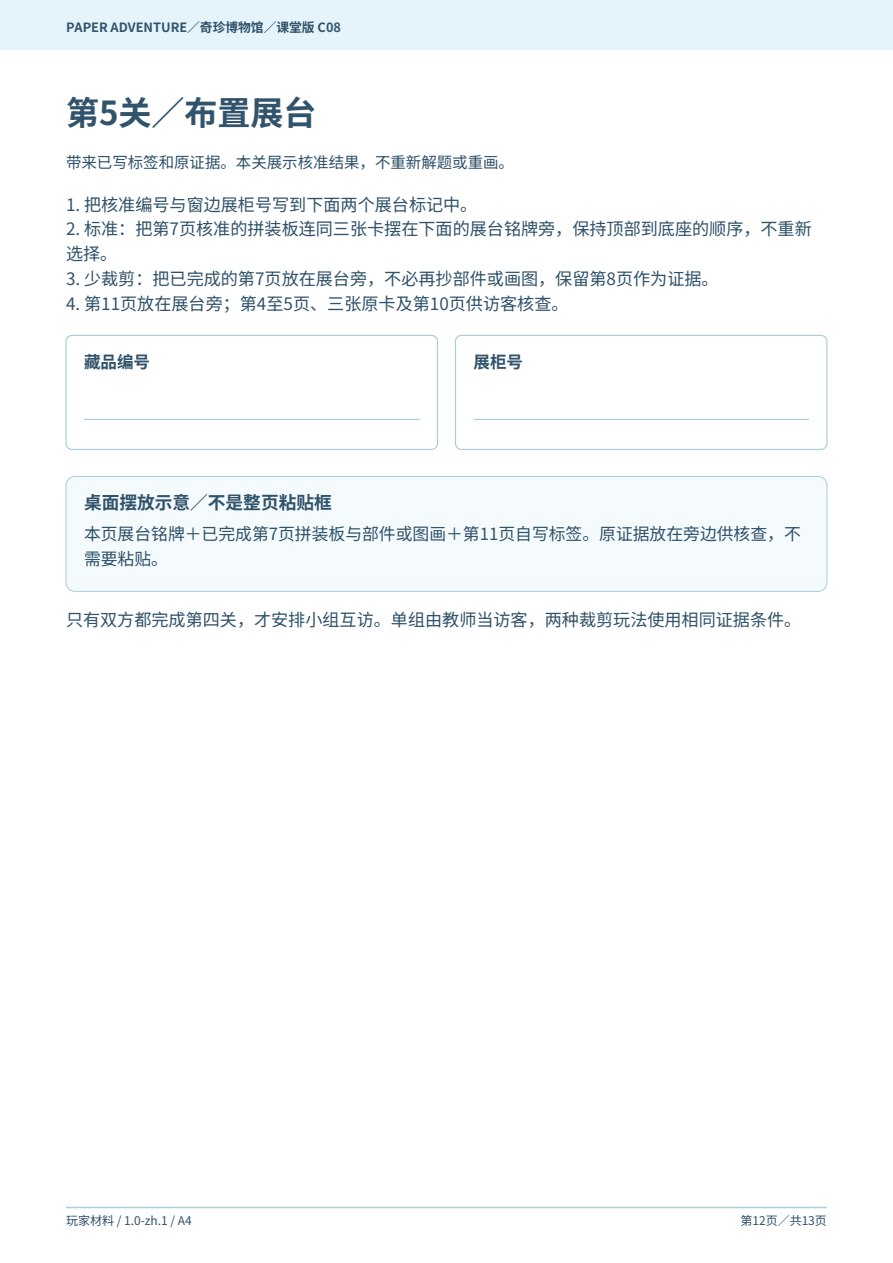 PAPER ADVENTURE／奇珍博物馆／课堂版 C08
第5关／布置展台
带来已写标签和原证据。本关展示核准结果，不重新解题或重画。
1. 把核准编号与窗边展柜号写到下面两个展台标记中。
2. 标准：把第7页核准的拼装板连同三张卡摆在下面的展台铭牌旁，保持顶部到底座的顺序，不重新
选择。
3. 少裁剪：把已完成的第7页放在展台旁，不必再抄部件或画图，保留第8页作为证据。
4. 第11页放在展台旁；第4至5页、三张原卡及第10页供访客核查。
藏品编号
展柜号
桌面摆放示意／不是整页粘贴框
本页展台铭牌＋已完成第7页拼装板与部件或图画＋第11页自写标签。原证据放在旁边供核查，不
需要粘贴。
只有双方都完成第四关，才安排小组互访。单组由教师当访客，两种裁剪玩法使用相同证据条件。
玩家材料 / 1.0-zh.1 / A4
第12页／共13页